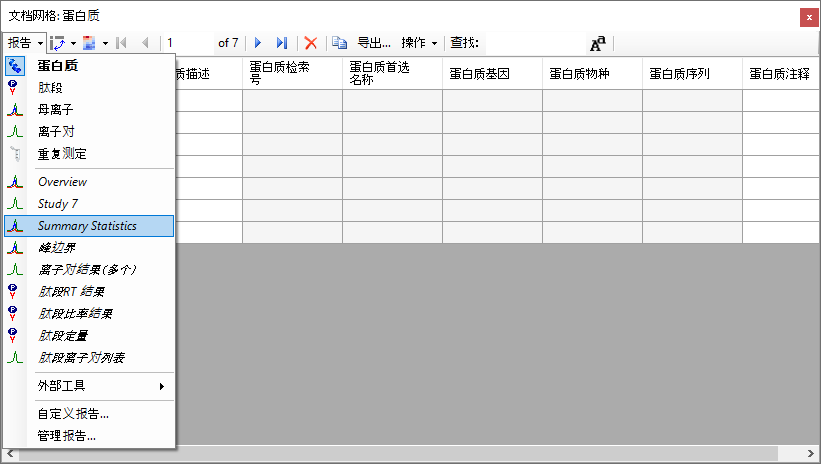 文档网格: 蛋白质
报告 1 of 7 导出... 操作 查找:
质描述 蛋白质检索号 蛋白质首选名称 蛋白质基因 蛋白质物种 蛋白质序列 蛋白质注释
蛋白质
肽段
母离子
离子对
重复测定
Overview
Study 7
Summary Statistics
峰边界
离子对结果(多个)
肽段RT 结果
肽段比率结果
肽段定量
肽段离子对列表
外部工具
自定义报告...
管理报告...